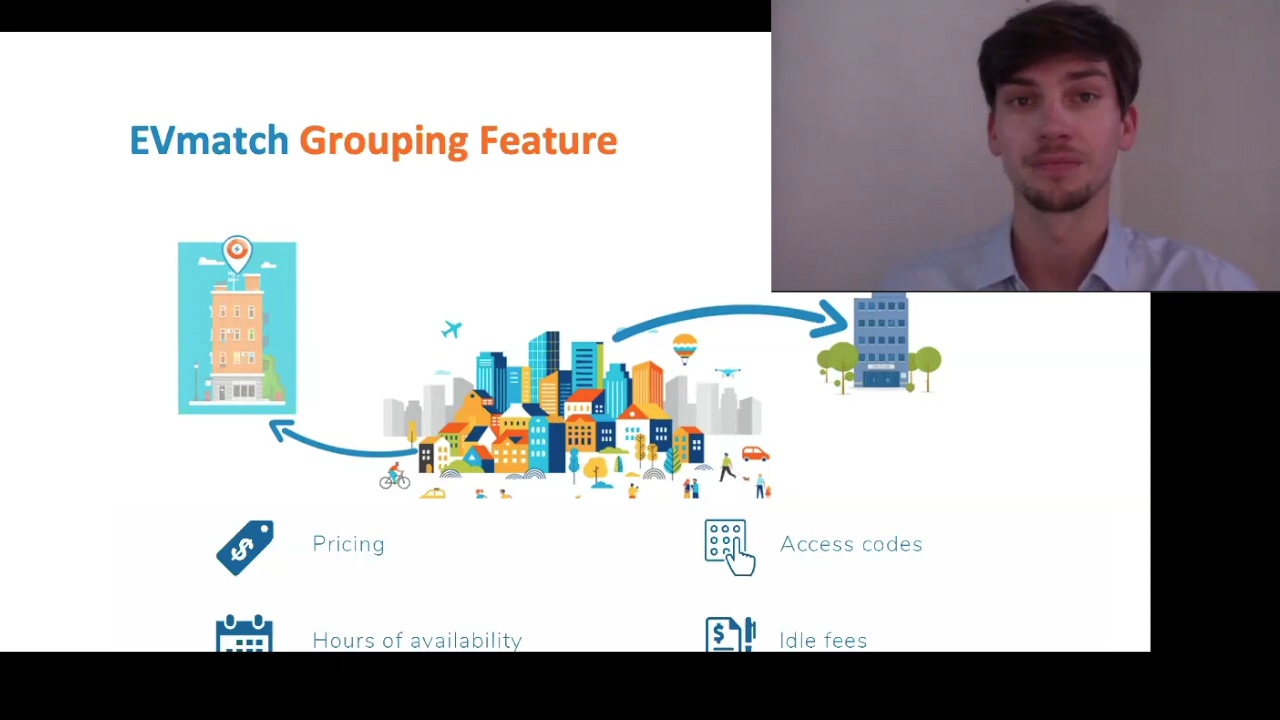 EVmatch Grouping Feature
Pricing
Access codes
Hours of availability
Idle fees